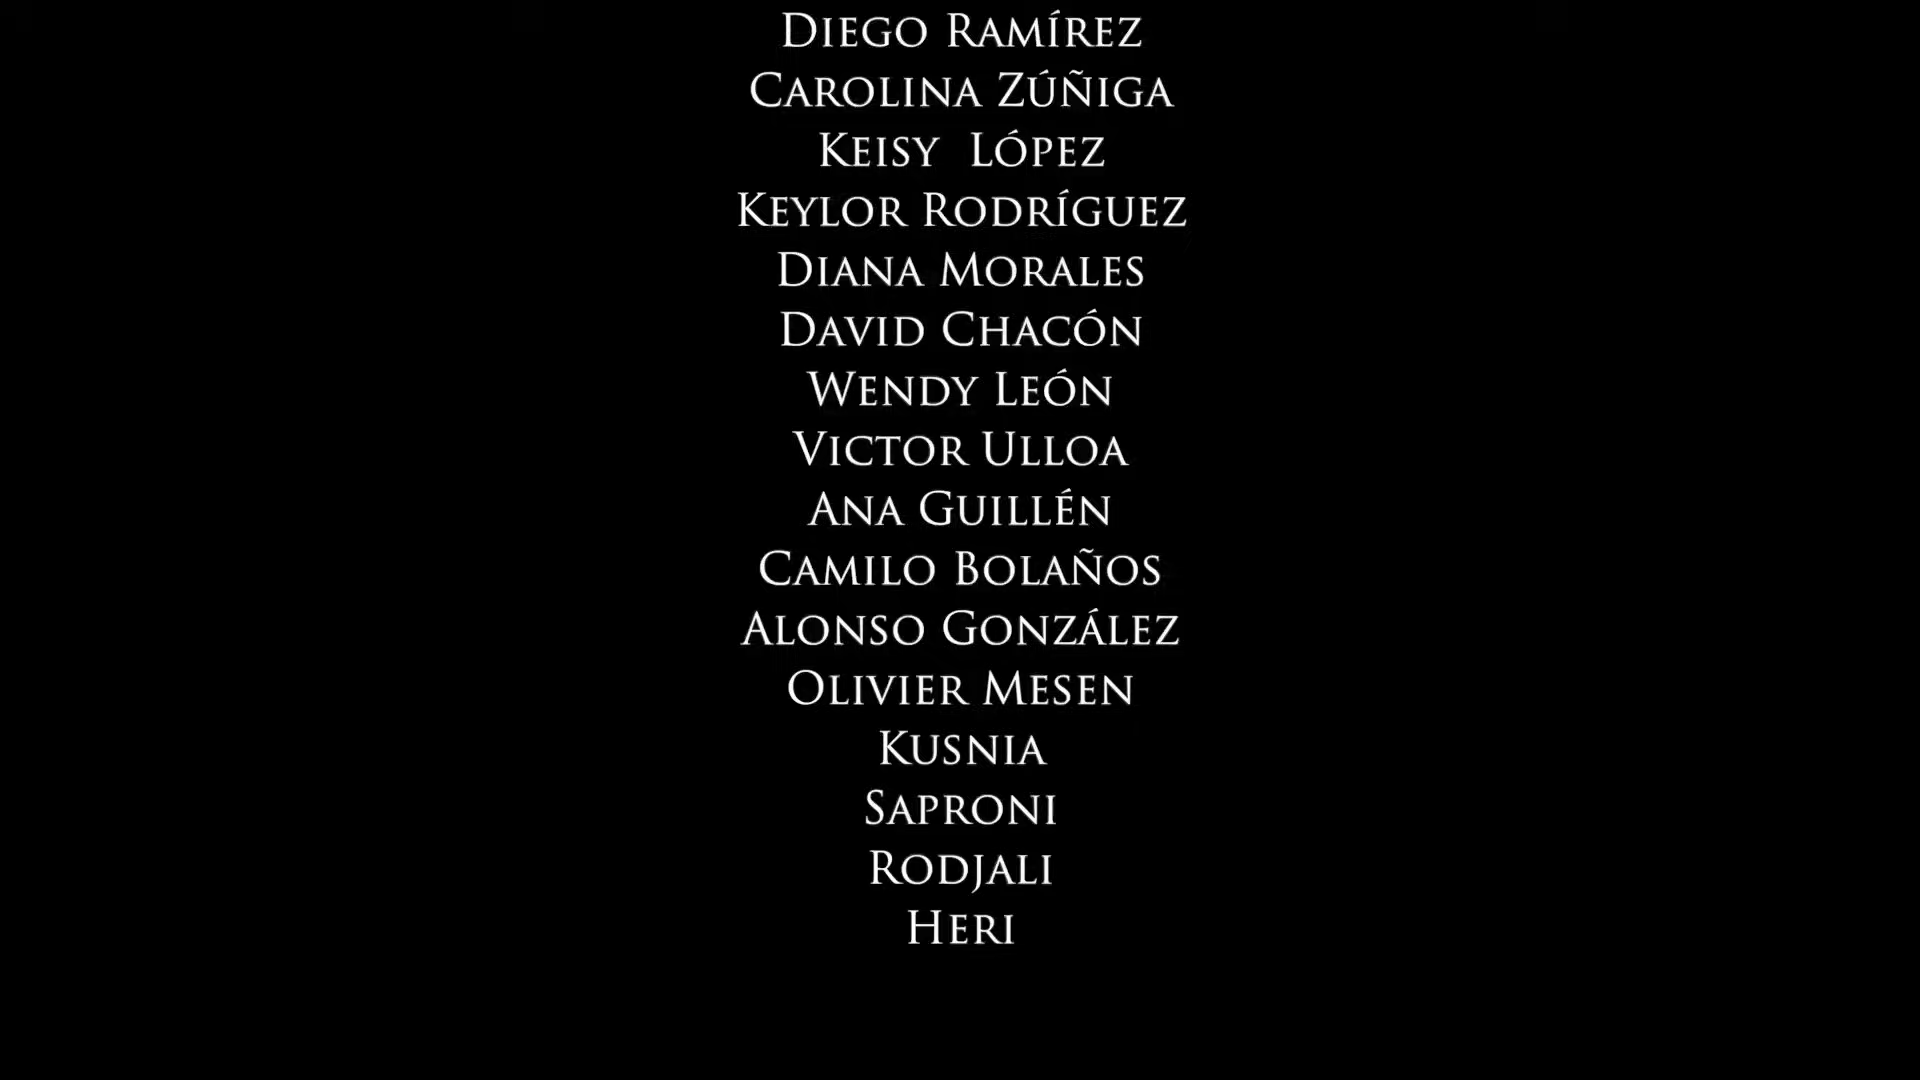 Diego Ramírez
Carolina Zúñiga
Keisy  López
Keylor Rodríguez
Diana Morales
David Chacón
Wendy León
Victor Ulloa
Ana Guillén
Camilo Bolaños
Alonso González
Olivier Mesen
Kusnia
Saproni
Rodjali
Heri